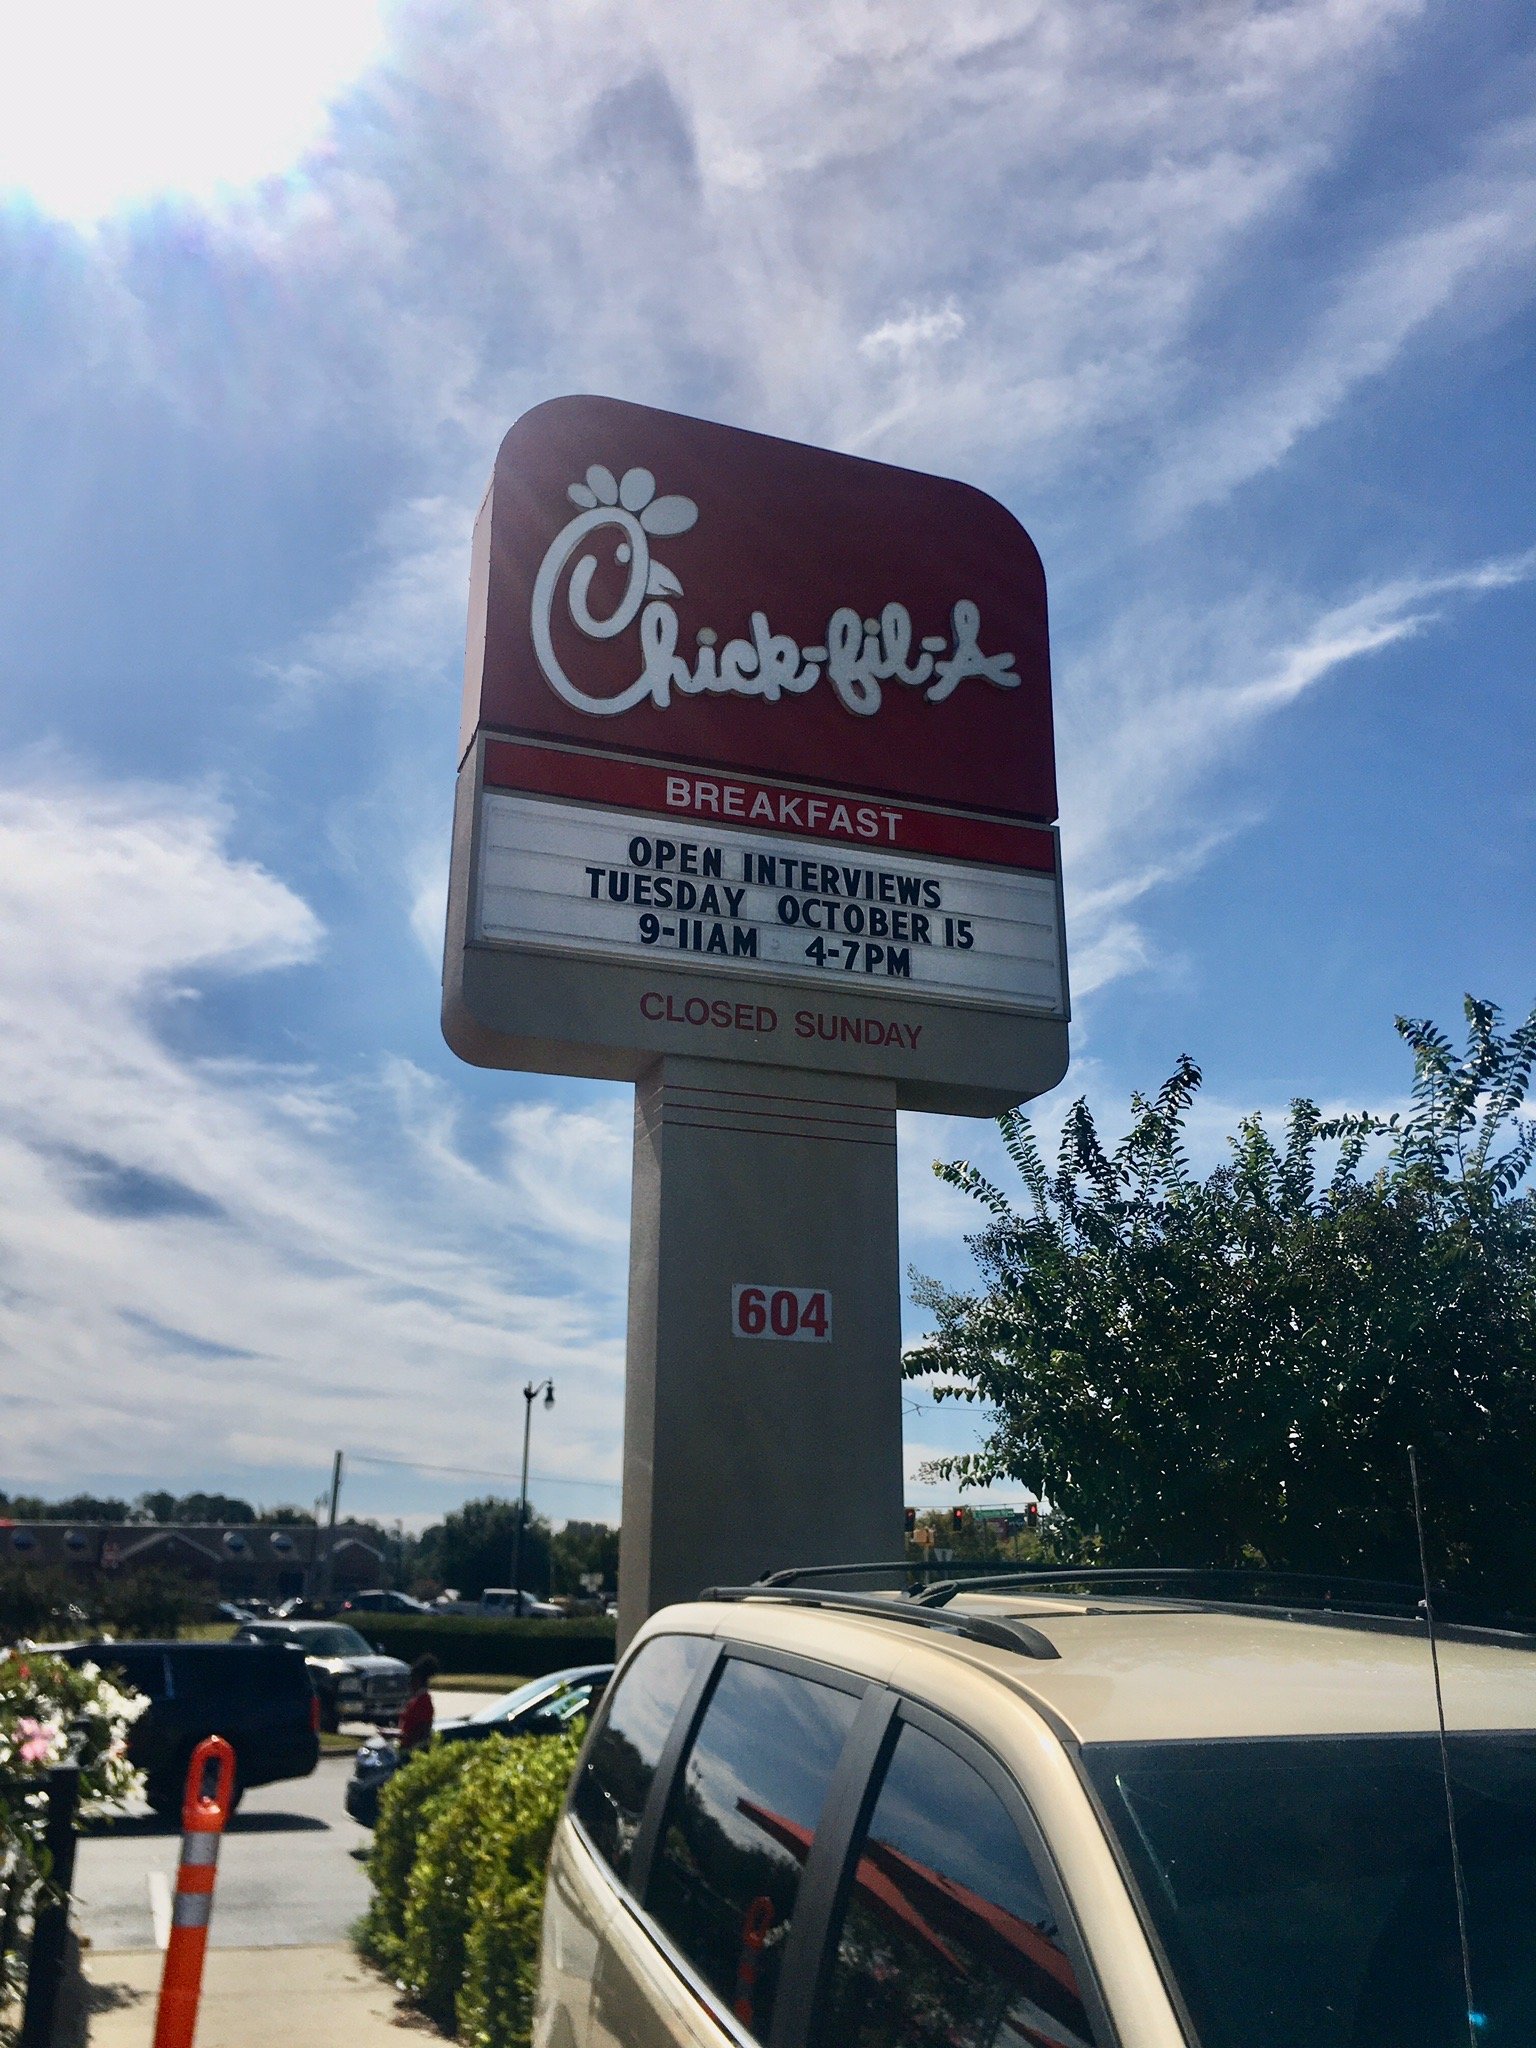 Chick-fil-A
BREAKFAST
OPEN INTERVIEWS
TUESDAY OCTOBER 15
9-11AM 4-7PM
CLOSED SUNDAY
604